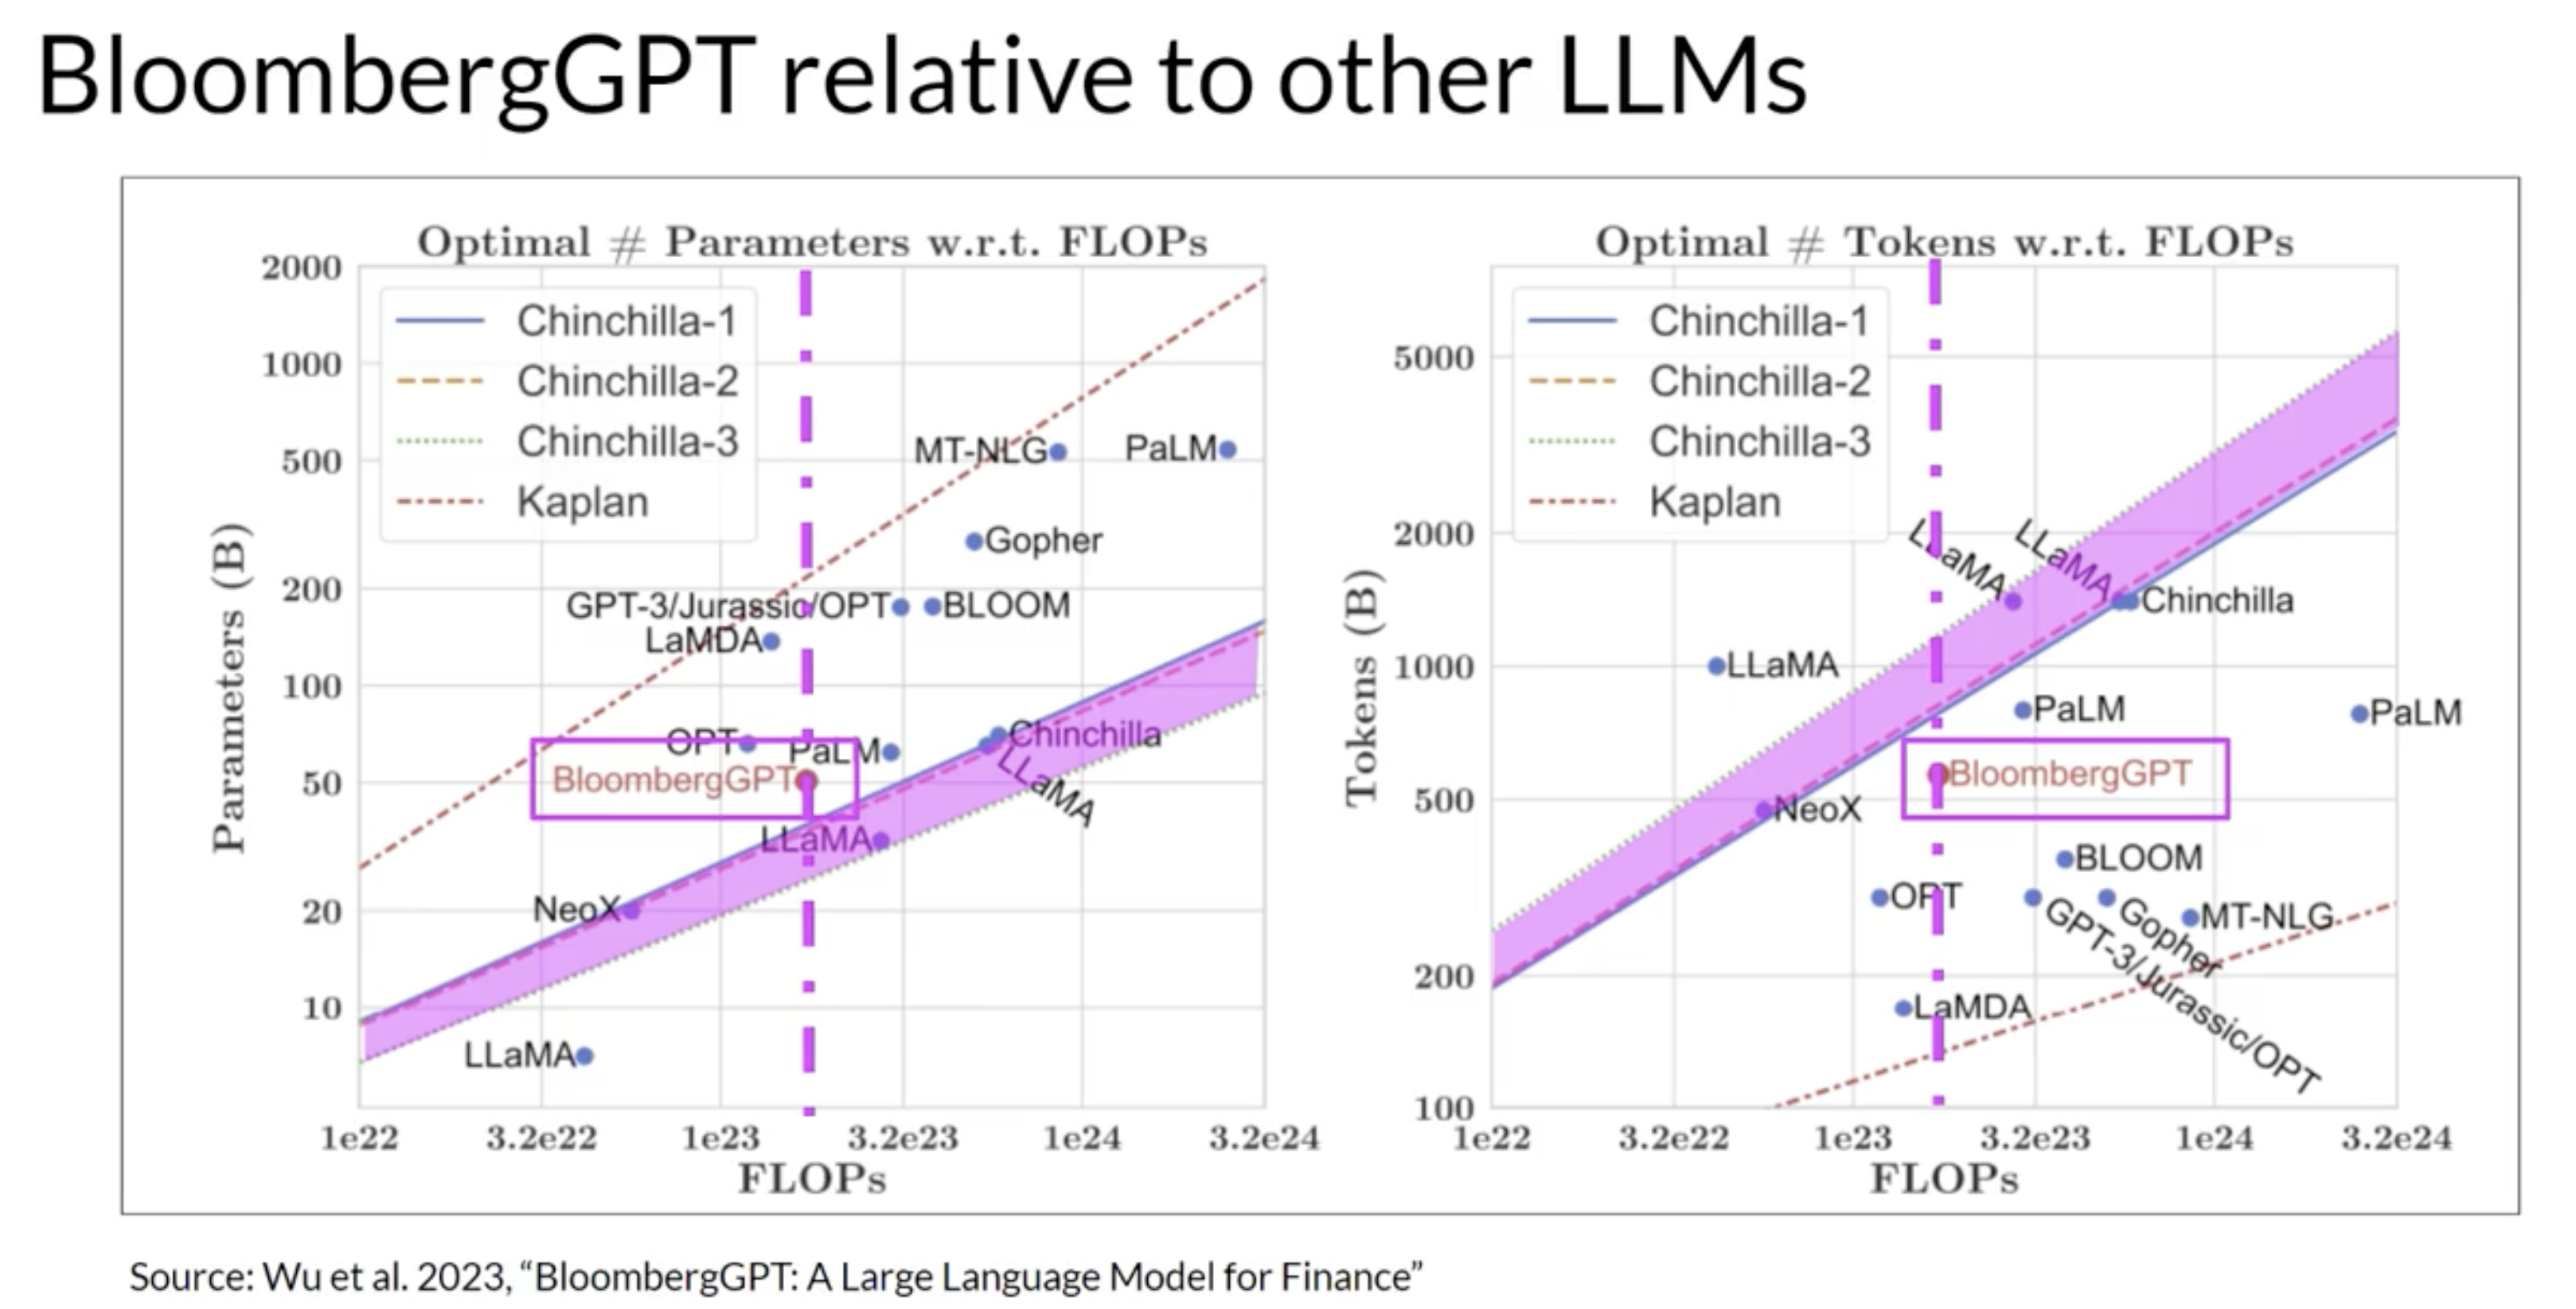 BloombergGPT relative to other LLMs
Optimal # Parameters w.r.t. FLOPs
2000
1000
500
200
100
50
20
10
Parameters (B)
Chinchilla-1
Chinchilla-2
Chinchilla-3
Kaplan
MT-NLG
PaLM
Gopher
GPT-3/Jurassic/OPT
BLOOM
LaMDA
OPT
PaLM
Chinchilla
BloombergGPT
LLaMA
LLaMA
NeoX
LLaMA
1e22
3.2e22
1e23
3.2e23
1e24
3.2e24
FLOPs
Optimal # Tokens w.r.t. FLOPs
5000
2000
1000
500
200
100
Tokens (B)
Chinchilla-1
Chinchilla-2
Chinchilla-3
Kaplan
LLaMA
LLaMA
Chinchilla
LLaMA
PaLM
PaLM
BloombergGPT
NeoX
BLOOM
OPT
GPT-3/Jurassic/OPT
Gopher
MT-NLG
LaMDA
1e22
3.2e22
1e23
3.2e23
1e24
3.2e24
FLOPs
Source: Wu et al. 2023, “BloombergGPT: A Large Language Model for Finance”